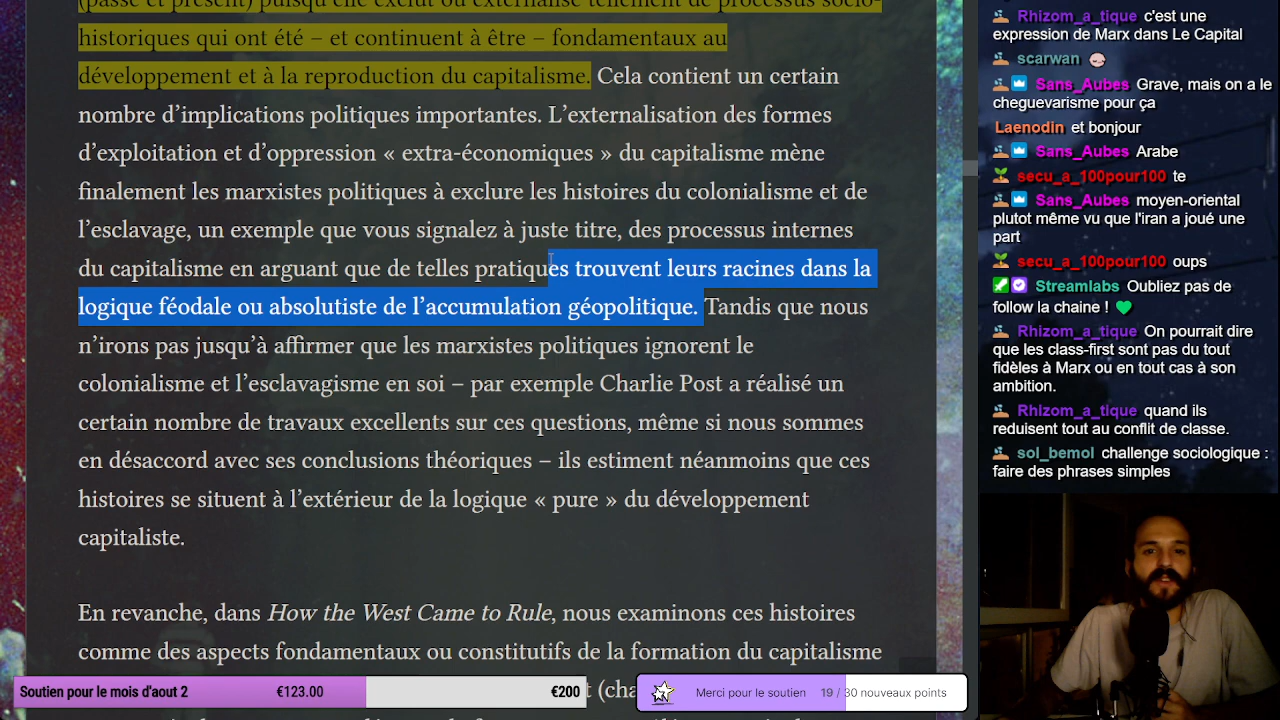 (passé et présent) puisqu'elle exclut ou externalise tellement de processus socio-
historiques qui ont été – et continuent à être – fondamentaux au
développement et à la reproduction du capitalisme. Cela contient un certain
nombre d’implications politiques importantes. L’externalisation des formes
d’exploitation et d’oppression « extra-économiques » du capitalisme mène
finalement les marxistes politiques à exclure les histoires du colonialisme et de
l’esclavage, un exemple que vous signalez à juste titre, des processus internes
du capitalisme en arguant que de telles pratiques trouvent leurs racines dans la
logique féodale ou absolutiste de l’accumulation géopolitique. Tandis que nous
n’irons pas jusqu’à affirmer que les marxistes politiques ignorent le
colonialisme et l’esclavagisme en soi – par exemple Charlie Post a réalisé un
certain nombre de travaux excellents sur ces questions, même si nous sommes
en désaccord avec ses conclusions théoriques – ils estiment néanmoins que ces
histoires se situent à l’extérieur de la logique « pure » du développement
capitaliste.
En revanche, dans How the West Came to Rule, nous examinons ces histoires
comme des aspects fondamentaux ou constitutifs de la formation du capitalisme
Soutien pour le mois d'aout 2 €123.00 €200
Merci pour le soutien 19 / 30 nouveaux points
Rhizom_a_tique c'est une
expression de Marx dans Le Capital
scarwan
Sans_Aubes Grave, mais on a le
cheguevarisme pour ça
Laenodin et bonjour
Sans_Aubes Arabe
secu_a_100pour100 te
Sans_Aubes moyen-oriental
plutot même vu que l'iran a joué une
part
secu_a_100pour100 oups
Streamlabs Oubliez pas de
follow la chaine !
Rhizom_a_tique On pourrait dire
que les class-first sont pas du tout
fidèles à Marx ou en tout cas à son
ambition.
Rhizom_a_tique quand ils
reduisent tout au conflit de classe.
sol_bemol challenge sociologique :
faire des phrases simples